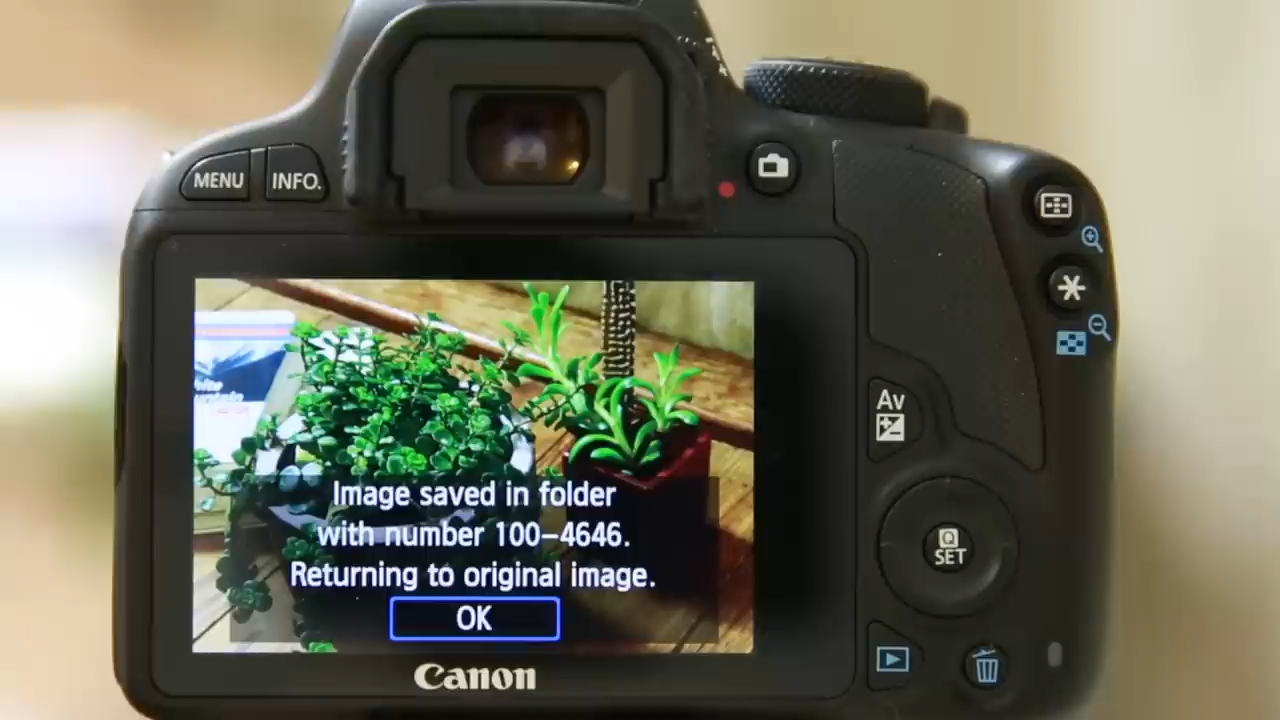 MENU
INFO.
Image saved in folder
with number 100-4646.
Returning to original image.
OK
Av
Q
SET
Canon